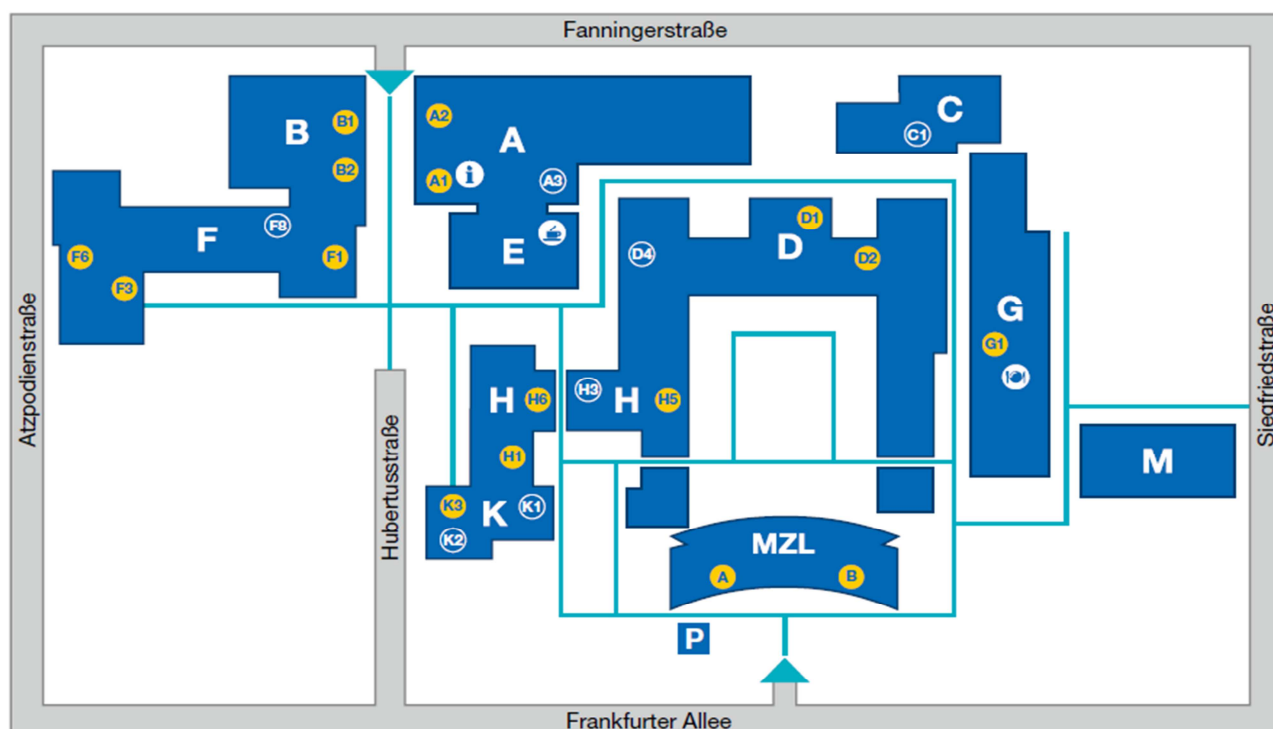 Fanningerstraße
B
B1
B2
A2
A
A1
i
A3
C
C1
F
F8
F6
F3
F1
E
D4
D1
D
D2
G
G1
Atzpodienstraße
Siegfriedstraße
Hubertusstraße
H
H6
H1
H3
H
H5
K3
K
K1
K2
M
MZL
A
B
P
Frankfurter Allee